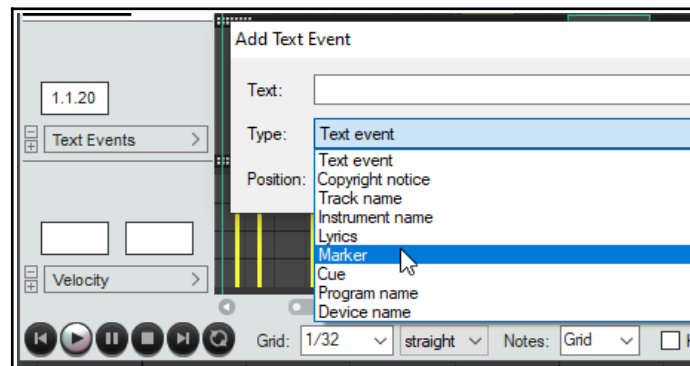 Add Text Event
Text:
1.1.20
Text Events
Type: Text event
Text event
Copyright notice
Position:
Track name
Instrument name
Lyrics
Marker
Cue
Program name
Device name
Velocity
Grid: 1/32 straight Notes: Grid